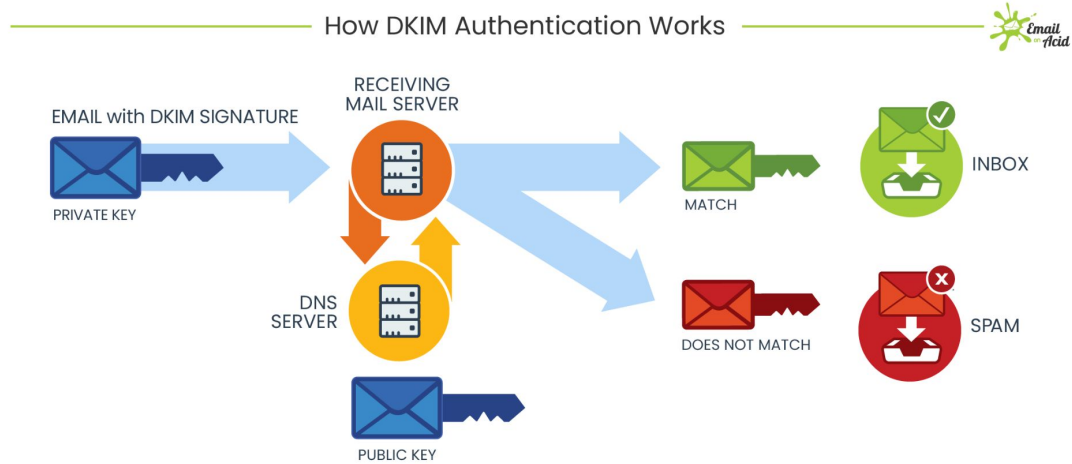 How DKIM Authentication Works
Email
on Acid
RECEIVING
MAIL SERVER
EMAIL with DKIM SIGNATURE
PRIVATE KEY
MATCH
INBOX
DNS
SERVER
DOES NOT MATCH
SPAM
PUBLIC KEY